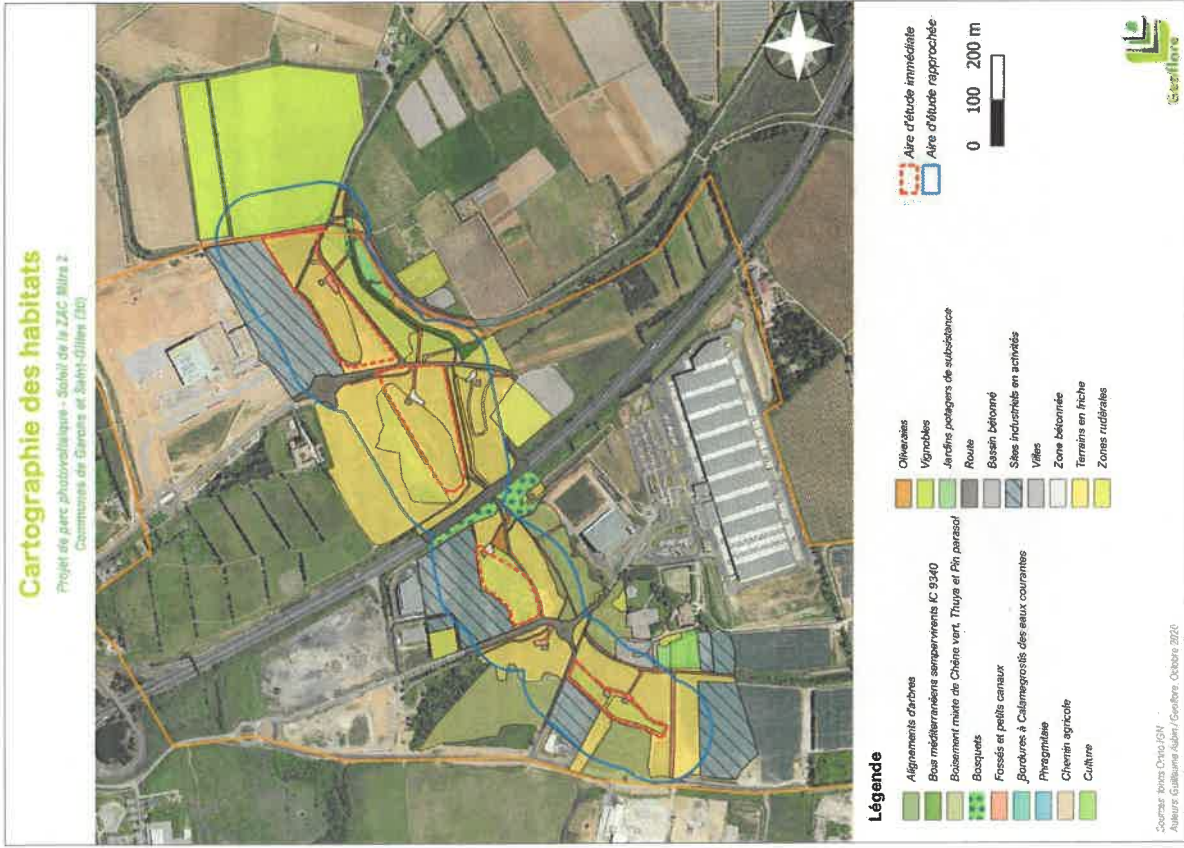 Cartographie des habitats
Projet de parc photovoltaïque - Soleil de la ZAC Mitra 2
Communes de Garons et Saint-Gilles (30)
Légende
Alignements d'arbres
Bois méditerranéens sempervirents IC 9340
Boisement mixte de Chêne vert, Thuya et Pin parasol
Bosquets
Fossés et petits canaux
Bordures à Calamagrostis des eaux courantes
Phragmitaie
Chemin agricole
Culture
Oliveraies
Vignobles
Jardins potagers de subsistance
Route
Bassin bétonné
Sites industriels en activités
Villes
Zone bétonnée
Terrains en friche
Zones rudérales
Aire d'étude immédiate
Aire d'étude rapprochée
0 100 200 m
Geoflore
Sources: fonds Ortho IGN
Auteurs: Guillaume Aubin / Geoflore, Octobre 2020